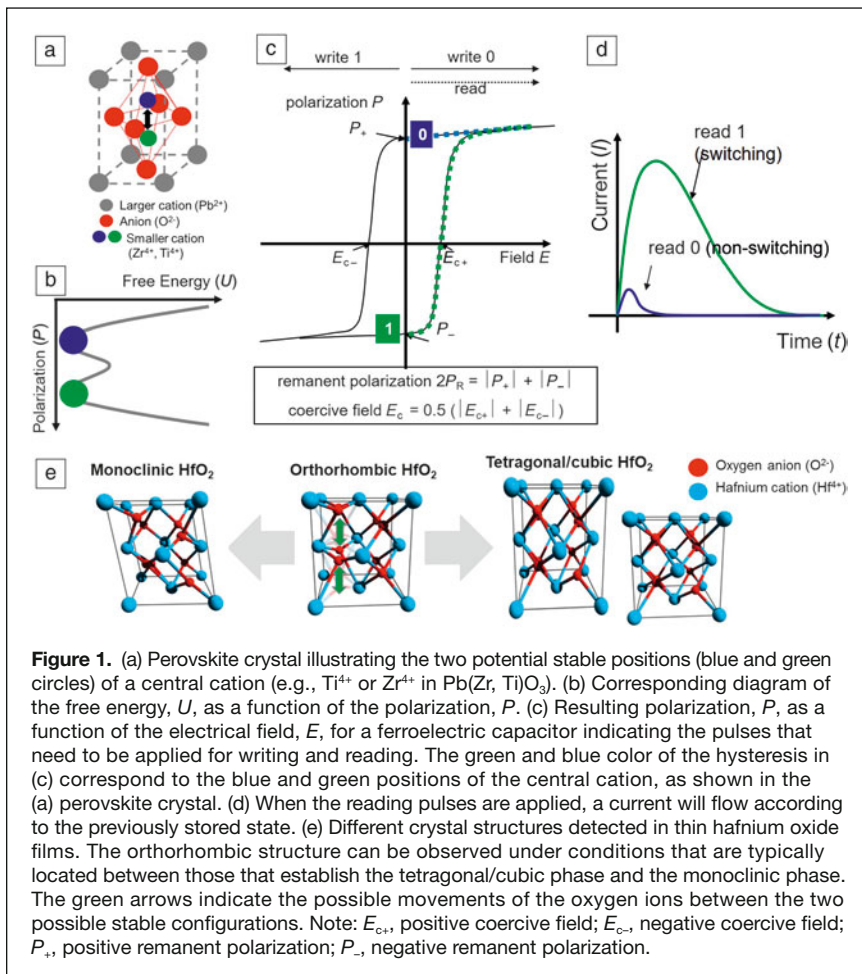 a
Larger cation (Pb²⁺)
Anion (O²⁻)
Smaller cation
(Zr⁴⁺, Ti⁴⁺)
b
Free Energy (U)
Polarization (P)
c
write 1
write 0
read
polarization P
P₊
0
E꜀₋
E꜀₊
Field E
1
P₋
remanent polarization 2P_R = |P₊| + |P₋|
coercive field E꜀ = 0.5 (|E꜀₊| + |E꜀₋|)
d
Current (I)
read 1
(switching)
read 0 (non-switching)
Time (t)
e
Monoclinic HfO₂
Orthorhombic HfO₂
Tetragonal/cubic HfO₂
Oxygen anion (O²⁻)
Hafnium cation (Hf⁴⁺)
Figure 1. (a) Perovskite crystal illustrating the two potential stable positions (blue and green
circles) of a central cation (e.g., Ti⁴⁺ or Zr⁴⁺ in Pb(Zr, Ti)O₃). (b) Corresponding diagram of
the free energy, U, as a function of the polarization, P. (c) Resulting polarization, P, as a
function of the electrical field, E, for a ferroelectric capacitor indicating the pulses that
need to be applied for writing and reading. The green and blue color of the hysteresis in
(c) correspond to the blue and green positions of the central cation, as shown in the
(a) perovskite crystal. (d) When the reading pulses are applied, a current will flow according
to the previously stored state. (e) Different crystal structures detected in thin hafnium oxide
films. The orthorhombic structure can be observed under conditions that are typically
located between those that establish the tetragonal/cubic phase and the monoclinic phase.
The green arrows indicate the possible movements of the oxygen ions between the two
possible stable configurations. Note: E꜀₊, positive coercive field; E꜀₋, negative coercive field;
P₊, positive remanent polarization; P₋, negative remanent polarization.